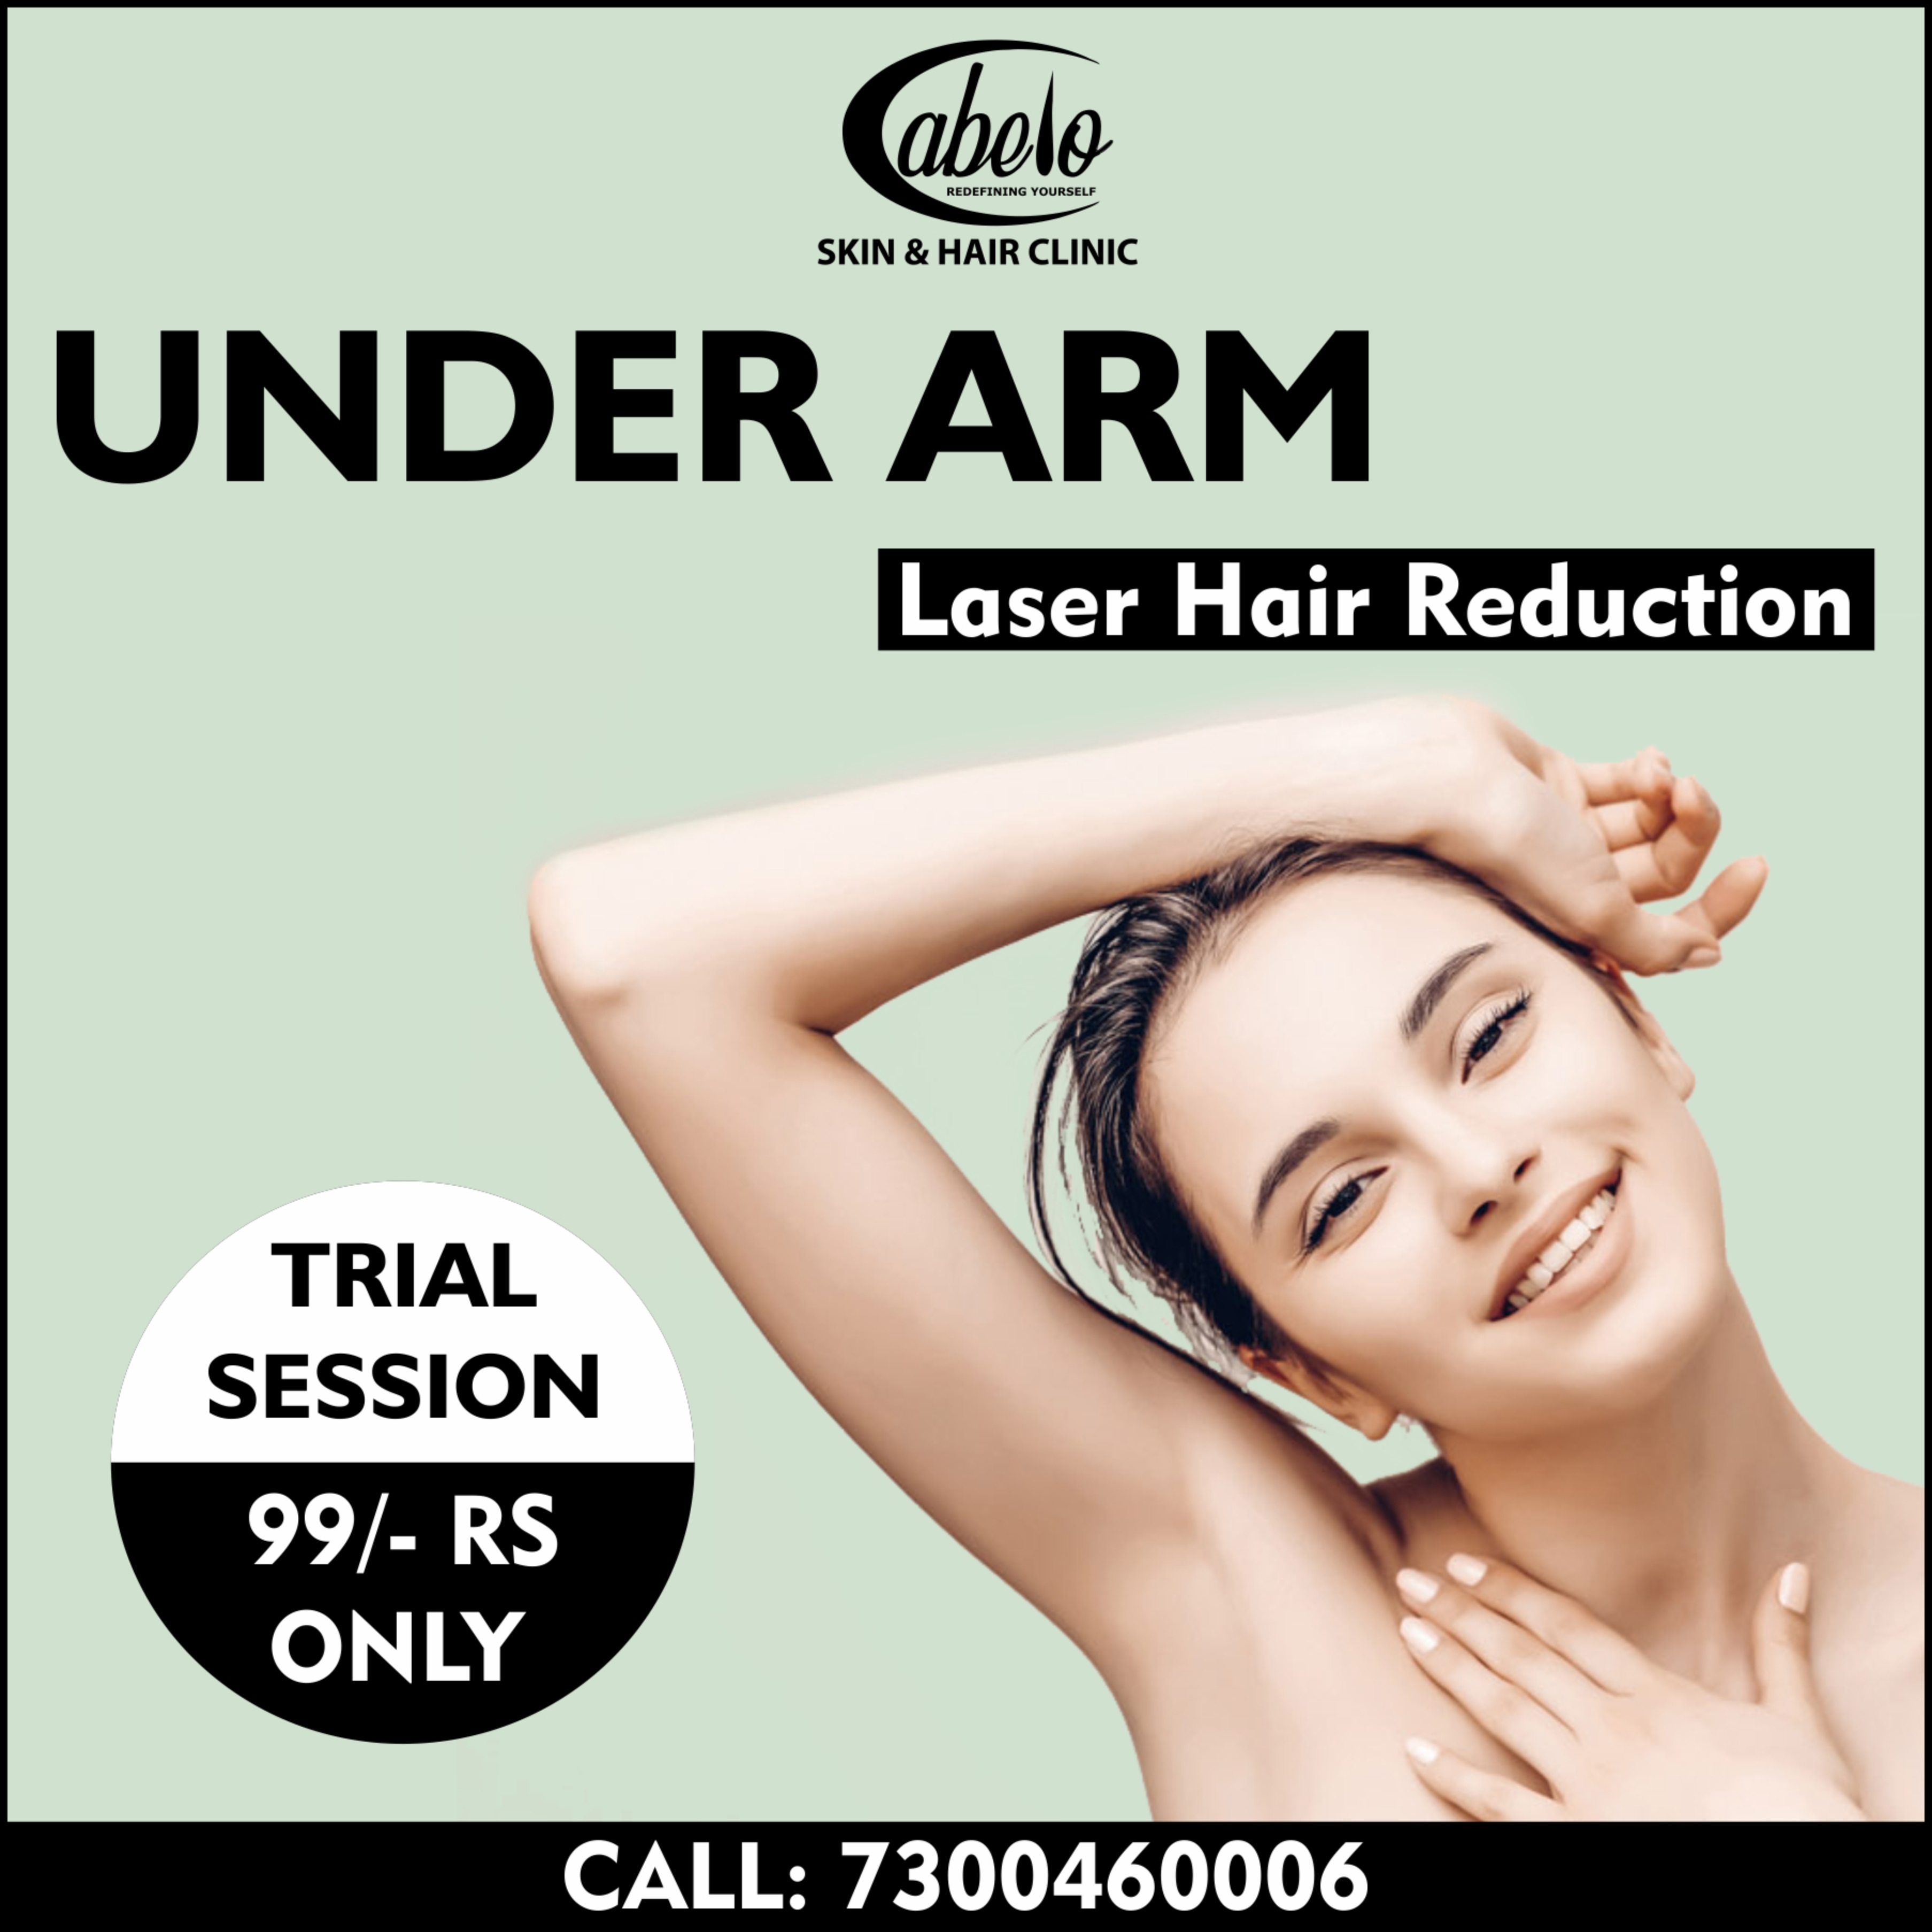 Cabelo
REDEFINING YOURSELF
SKIN & HAIR CLINIC
UNDER ARM
Laser Hair Reduction
TRIAL
SESSION
99/- RS
ONLY
CALL: 7300460006